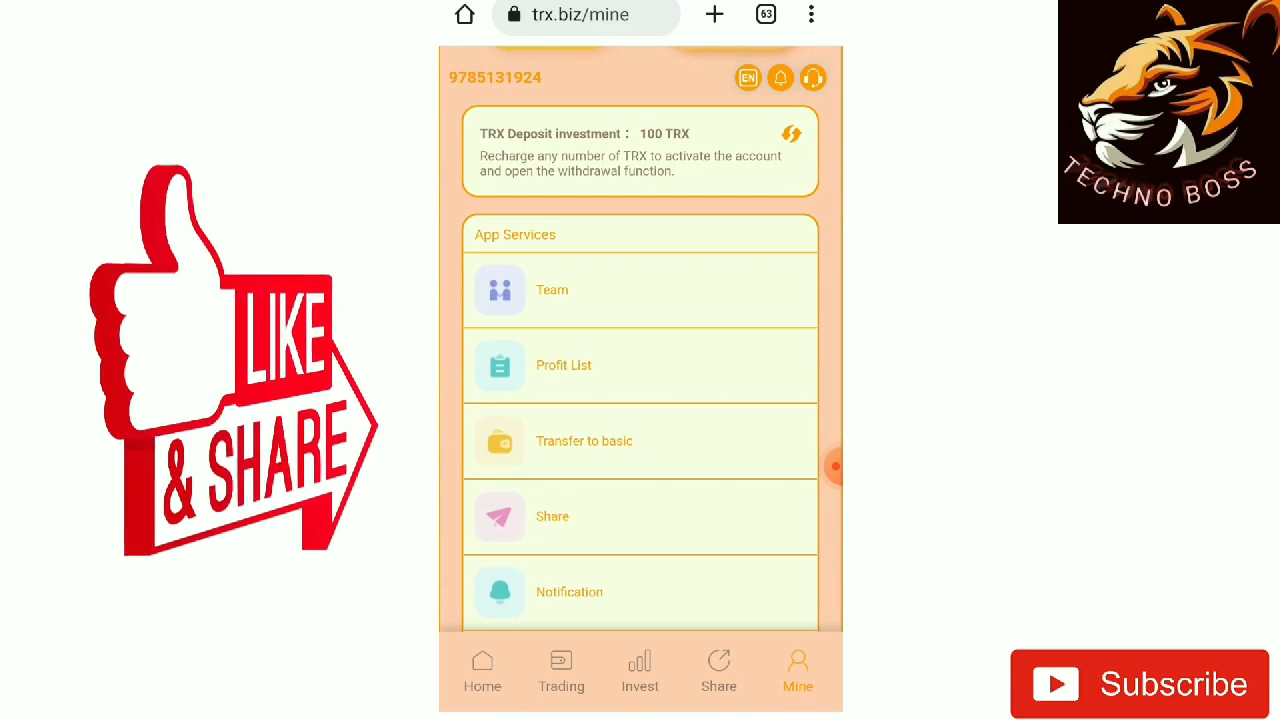 trx.biz/mine
63
9785131924
EN
TRX Deposit investment : 100 TRX
Recharge any number of TRX to activate the account
and open the withdrawal function.
App Services
Team
Profit List
Transfer to basic
Share
Notification
Home
Trading
Invest
Share
Mine
LIKE
& SHARE
TECHNO BOSS
Subscribe